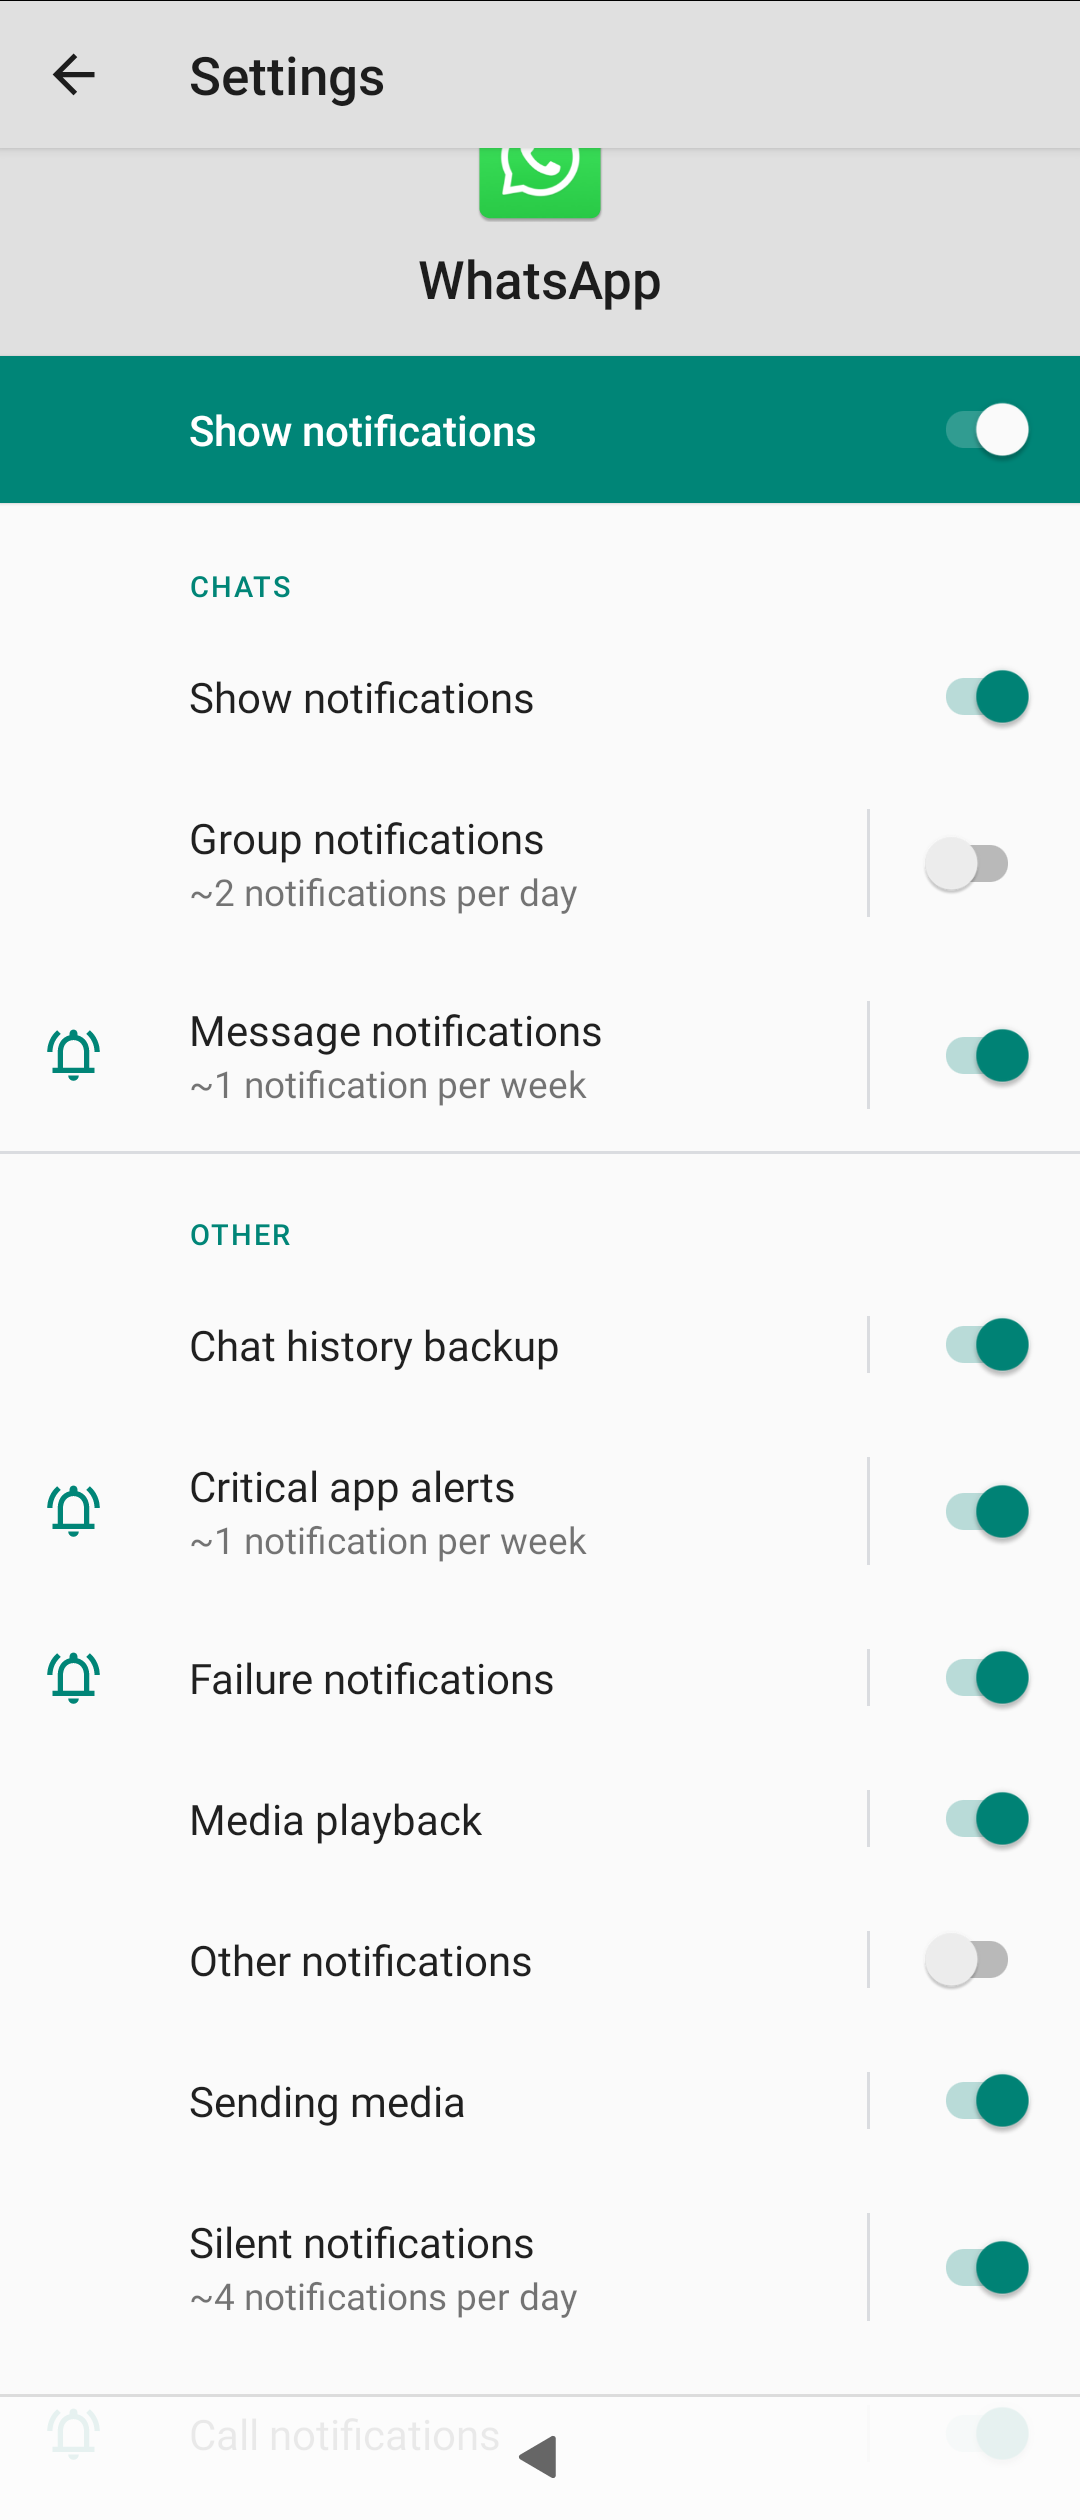 Settings
WhatsApp
Show notifications
CHATS
Show notifications
Group notifications
~2 notifications per day
Message notifications
~1 notification per week
OTHER
Chat history backup
Critical app alerts
~1 notification per week
Failure notifications
Media playback
Other notifications
Sending media
Silent notifications
~4 notifications per day
Call notifications